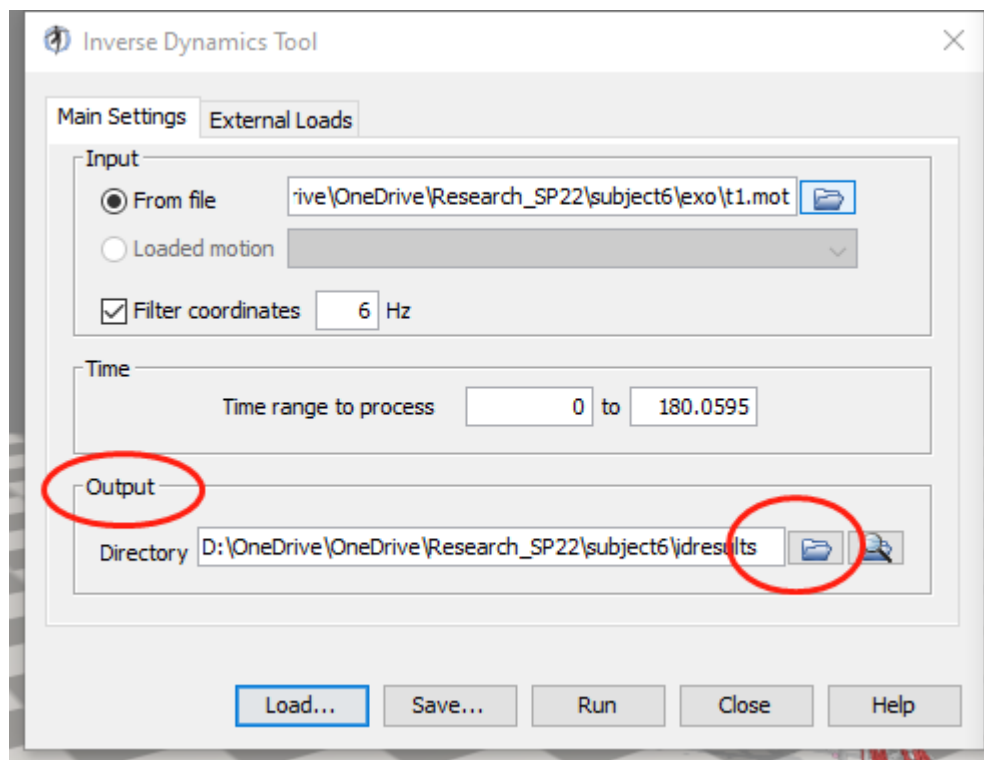 Inverse Dynamics Tool
Main Settings External Loads
Input
From file rive\OneDrive\Research_SP22\subject6\exo\t1.mot
Loaded motion
Filter coordinates 6 Hz
Time
Time range to process 0 to 180.0595
Output
Directory D:\OneDrive\OneDrive\Research_SP22\subject6\idresults
Load... Save... Run Close Help